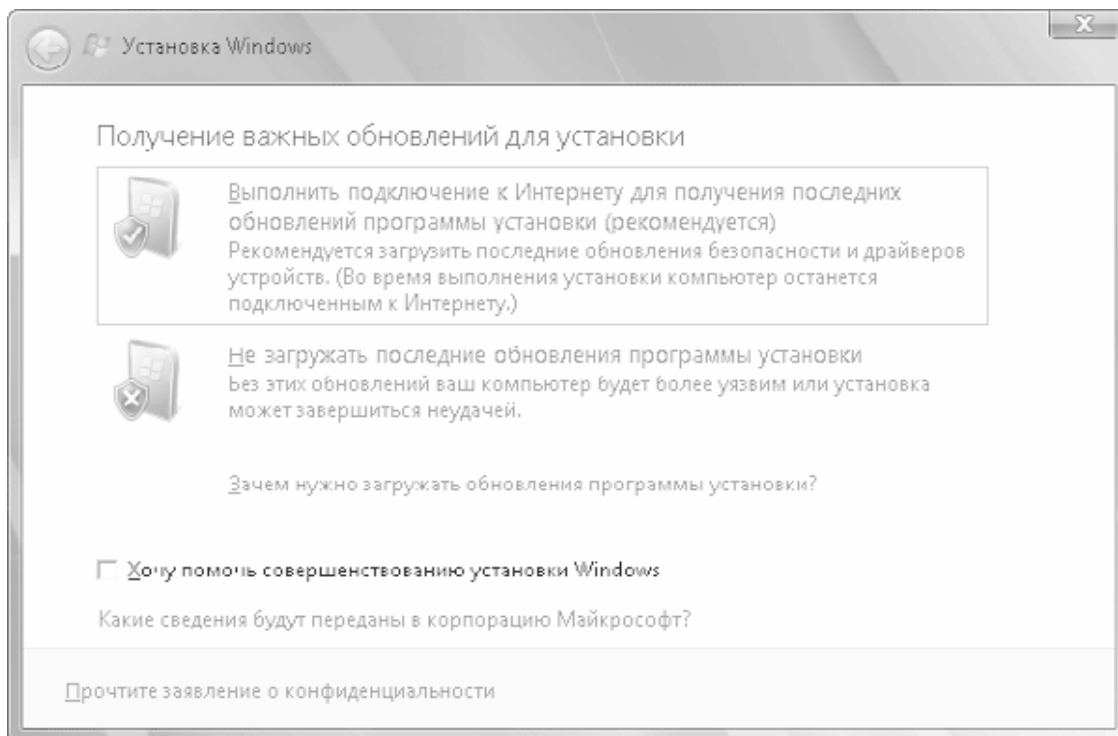 Установка Windows
Получение важных обновлений для установки
Выполнить подключение к Интернету для получения последних
обновлений программы установки (рекомендуется)
Рекомендуется загрузить последние обновления безопасности и драйверов
устройств. (Во время выполнения установки компьютер останется
подключенным к Интернету.)
Не загружать последние обновления программы установки
Без этих обновлений ваш компьютер будет более уязвим или установка
может завершиться неудачей.
Зачем нужно загружать обновления программы установки?
Хочу помочь совершенствованию установки Windows
Какие сведения будут переданы в корпорацию Майкрософт?
Прочтите заявление о конфиденциальности